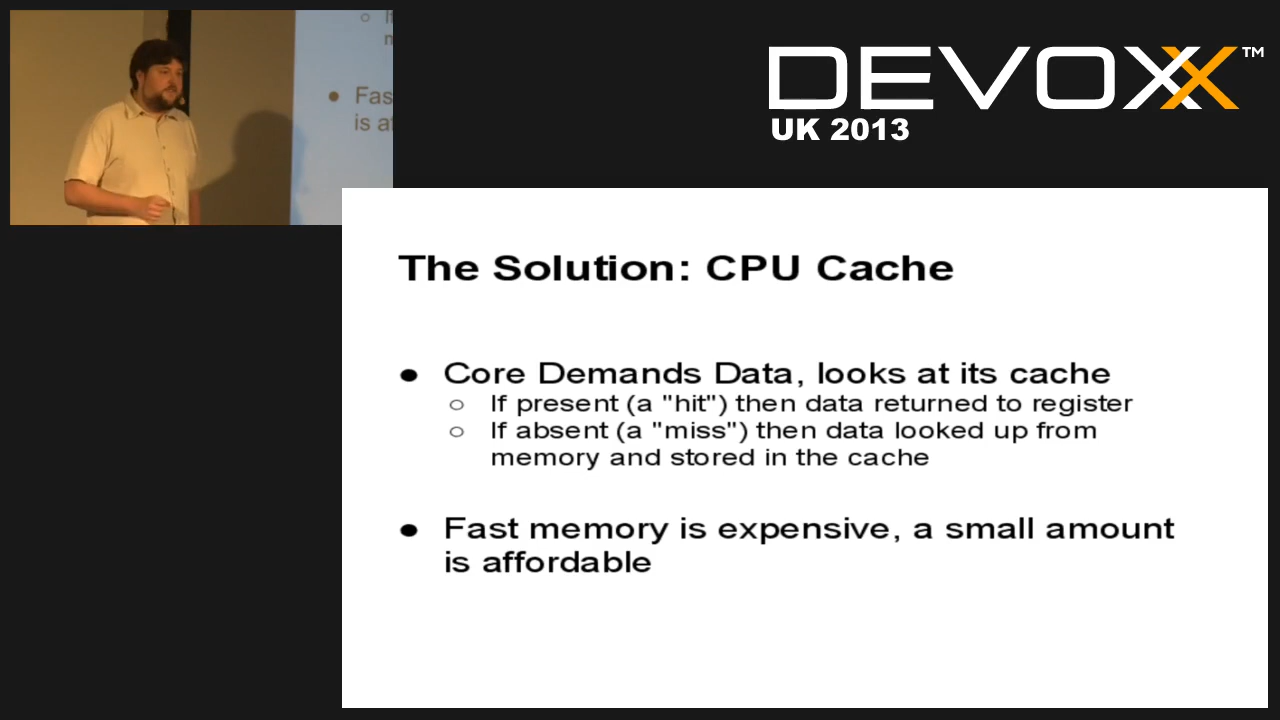 DEVOXX™
UK 2013
Fas
is a
The Solution: CPU Cache
● Core Demands Data, looks at its cache
○ If present (a "hit") then data returned to register
○ If absent (a "miss") then data looked up from
memory and stored in the cache
● Fast memory is expensive, a small amount
is affordable